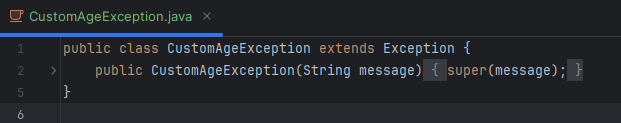 CustomAgeException.java ×
1 public class CustomAgeException extends Exception {
2 > public CustomAgeException(String message) { super(message); }
5 }
6